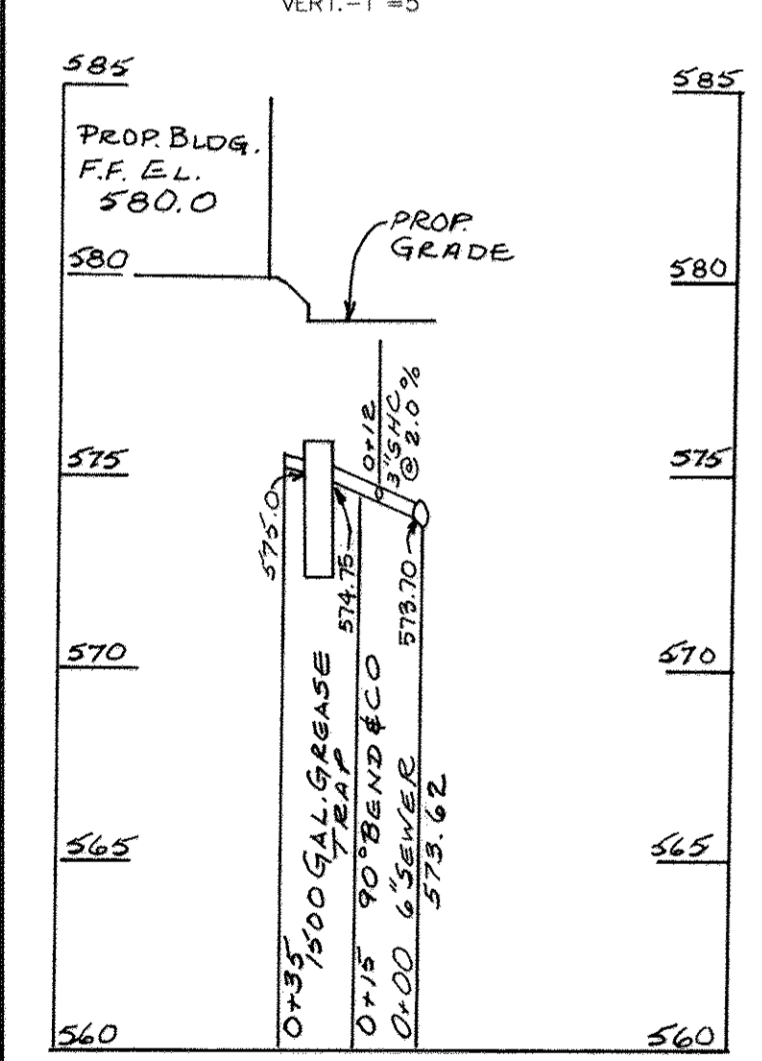 VERT.-1"=5'
585
585
PROP. BLDG.
F.F. EL.
580.0
PROP.
GRADE
580
580
0+12
3"SHC
@ 2.0%
575
575
575.0
574.75
573.70
570
570
565
565
0+35 1500 GAL. GREASE
TRAP
0+15 90° BEND & CO
0+00 6" SEWER
573.62
560
560